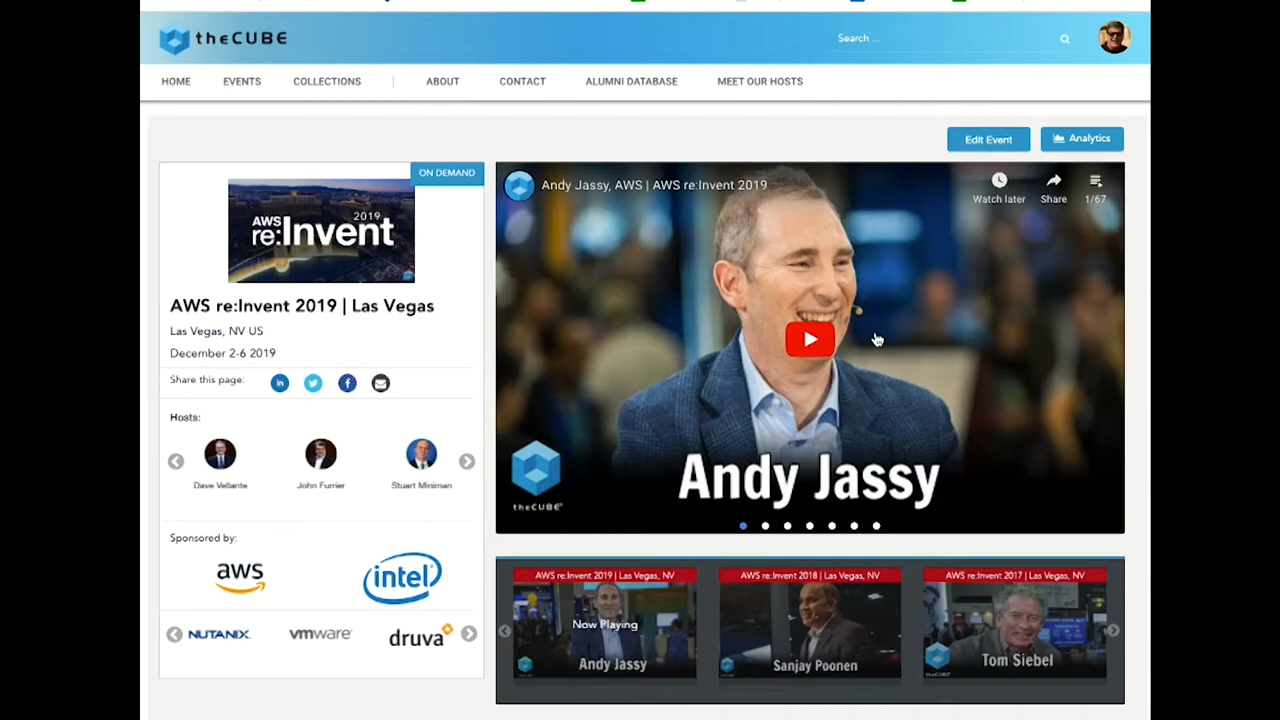 theCUBE
Search ...
HOME EVENTS COLLECTIONS | ABOUT CONTACT ALUMNI DATABASE MEET OUR HOSTS
Edit Event
Analytics
ON DEMAND
AWS
re:Invent
2019
AWS re:Invent 2019 | Las Vegas
Las Vegas, NV US
December 2-6 2019
Share this page:
in
Hosts:
Dave Vellante
John Furrier
Stuart Miniman
Sponsored by:
aws
intel
NUTANIX
vmware
druva
Andy Jassy, AWS | AWS re:Invent 2019
Watch later
Share
1/67
theCUBE
Andy Jassy
AWS re:Invent 2019 | Las Vegas, NV
Now Playing
Andy Jassy
AWS re:Invent 2018 | Las Vegas, NV
Sanjay Poonen
AWS re:Invent 2017 | Las Vegas, NV
theCUBE
Tom Siebel